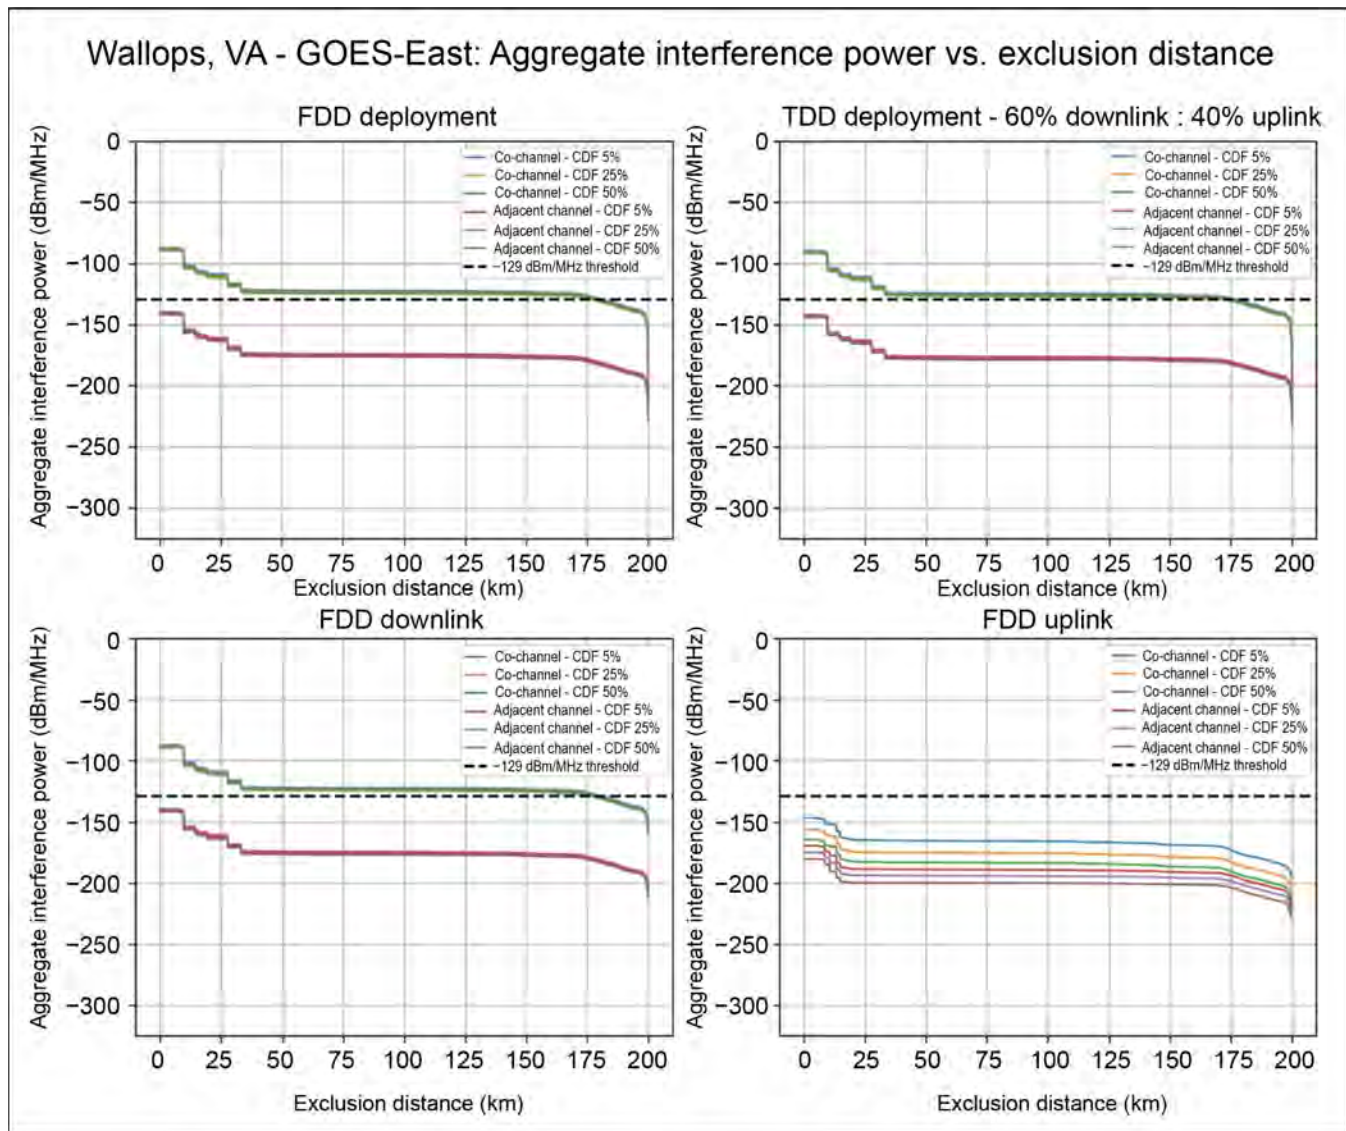 Wallops, VA - GOES-East: Aggregate interference power vs. exclusion distance
FDD deployment
Aggregate interference power (dBm/MHz)
0
−50
−100
−150
−200
−250
−300
Co-channel - CDF 5%
Co-channel - CDF 25%
Co-channel - CDF 50%
Adjacent channel - CDF 5%
Adjacent channel - CDF 25%
Adjacent channel - CDF 50%
−129 dBm/MHz threshold
0 25 50 75 100 125 150 175 200
Exclusion distance (km)
TDD deployment - 60% downlink : 40% uplink
Aggregate interference power (dBm/MHz)
0
−50
−100
−150
−200
−250
−300
Co-channel - CDF 5%
Co-channel - CDF 25%
Co-channel - CDF 50%
Adjacent channel - CDF 5%
Adjacent channel - CDF 25%
Adjacent channel - CDF 50%
−129 dBm/MHz threshold
0 25 50 75 100 125 150 175 200
Exclusion distance (km)
FDD downlink
Aggregate interference power (dBm/MHz)
0
−50
−100
−150
−200
−250
−300
Co-channel - CDF 5%
Co-channel - CDF 25%
Co-channel - CDF 50%
Adjacent channel - CDF 5%
Adjacent channel - CDF 25%
Adjacent channel - CDF 50%
−129 dBm/MHz threshold
0 25 50 75 100 125 150 175 200
Exclusion distance (km)
FDD uplink
Aggregate interference power (dBm/MHz)
0
−50
−100
−150
−200
−250
−300
Co-channel - CDF 5%
Co-channel - CDF 25%
Co-channel - CDF 50%
Adjacent channel - CDF 5%
Adjacent channel - CDF 25%
Adjacent channel - CDF 50%
−129 dBm/MHz threshold
0 25 50 75 100 125 150 175 200
Exclusion distance (km)